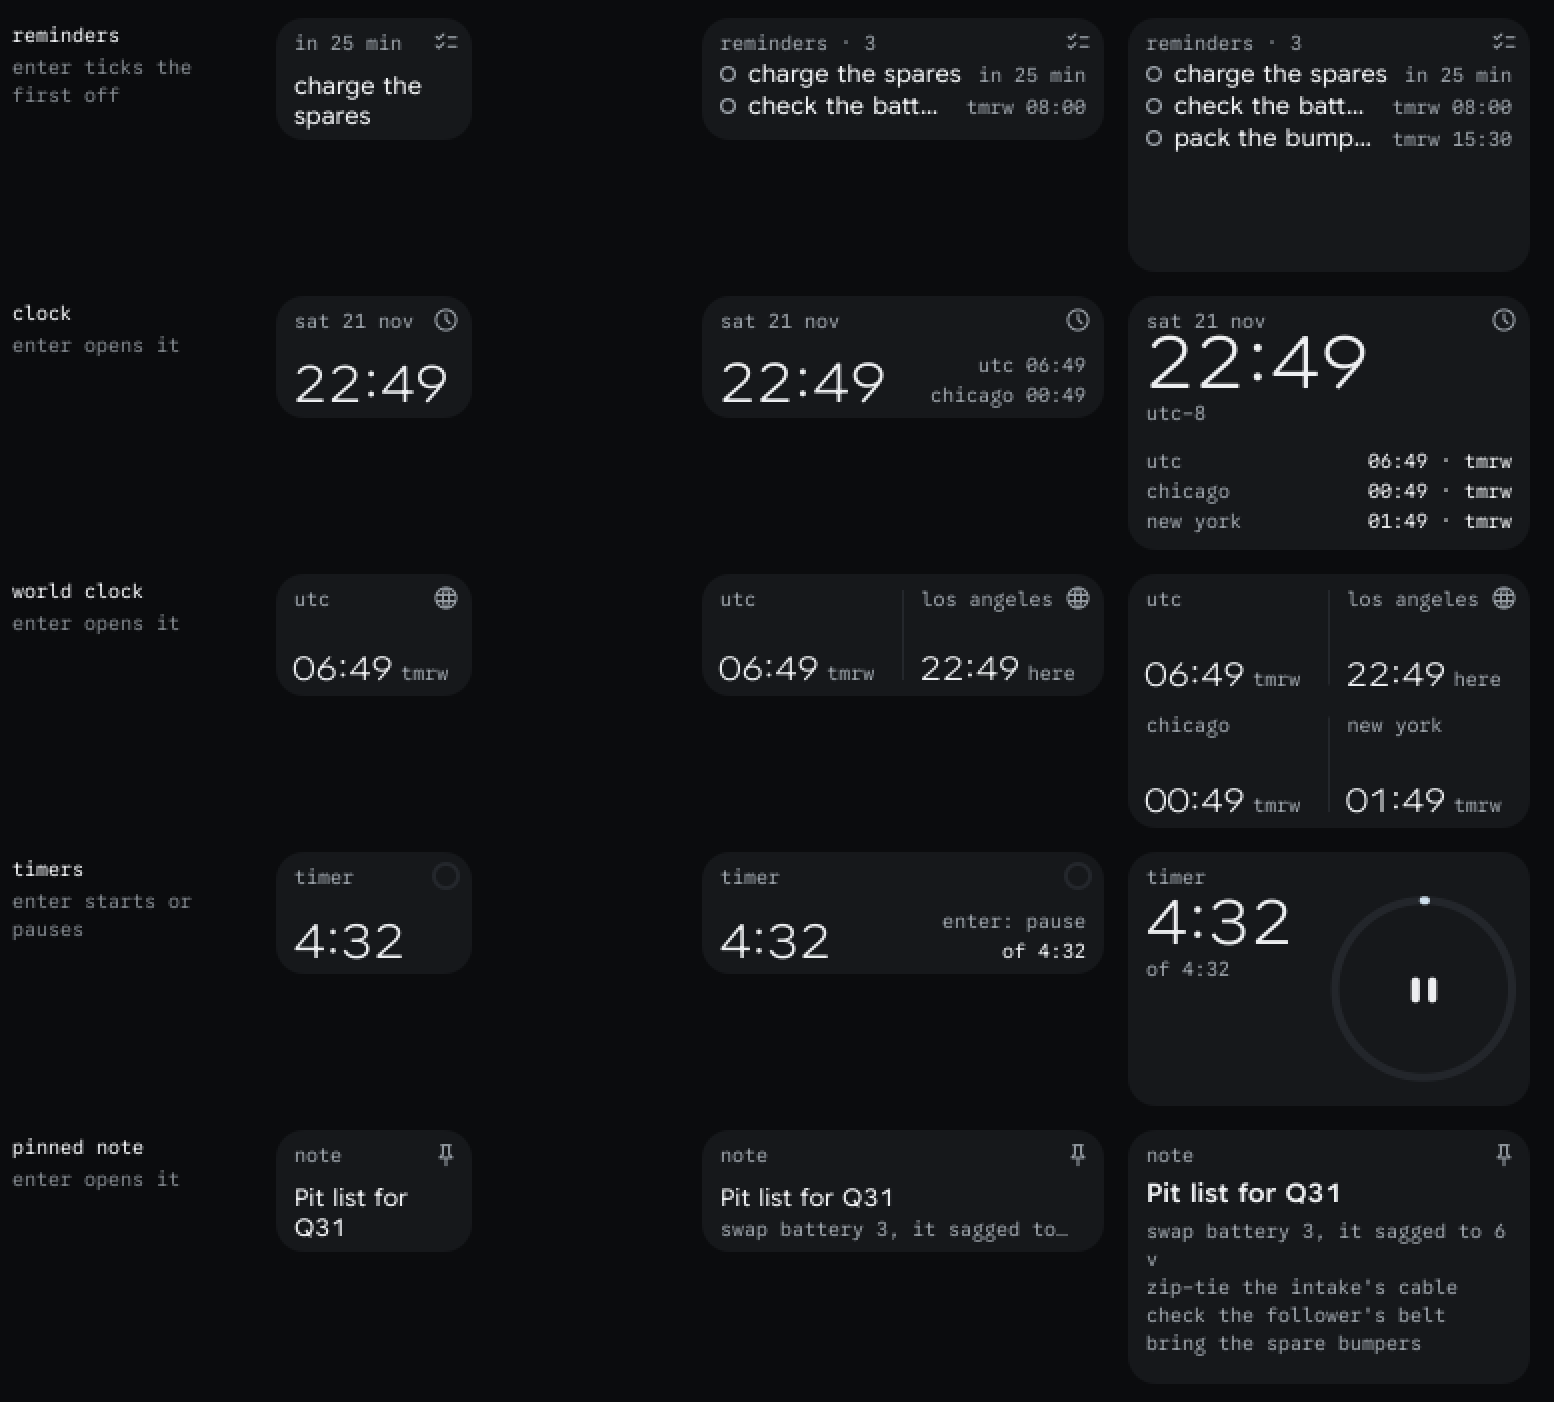 reminders
enter ticks the
first off
in 25 min
charge the
spares
reminders · 3
charge the spares in 25 min
check the batt... tmrw 08:00
reminders · 3
charge the spares in 25 min
check the batt... tmrw 08:00
pack the bump... tmrw 15:30
clock
enter opens it
sat 21 nov
22:49
sat 21 nov
22:49
utc 06:49
chicago 00:49
sat 21 nov
22:49
utc-8
utc 06:49 · tmrw
chicago 00:49 · tmrw
new york 01:49 · tmrw
world clock
enter opens it
utc
06:49 tmrw
utc
06:49 tmrw
los angeles
22:49 here
utc
06:49 tmrw
los angeles
22:49 here
chicago
00:49 tmrw
new york
01:49 tmrw
timers
enter starts or
pauses
timer
4:32
timer
4:32
enter: pause
of 4:32
timer
4:32
of 4:32
pinned note
enter opens it
note
Pit list for
Q31
note
Pit list for Q31
swap battery 3, it sagged to…
note
Pit list for Q31
swap battery 3, it sagged to 6
v
zip-tie the intake's cable
check the follower's belt
bring the spare bumpers